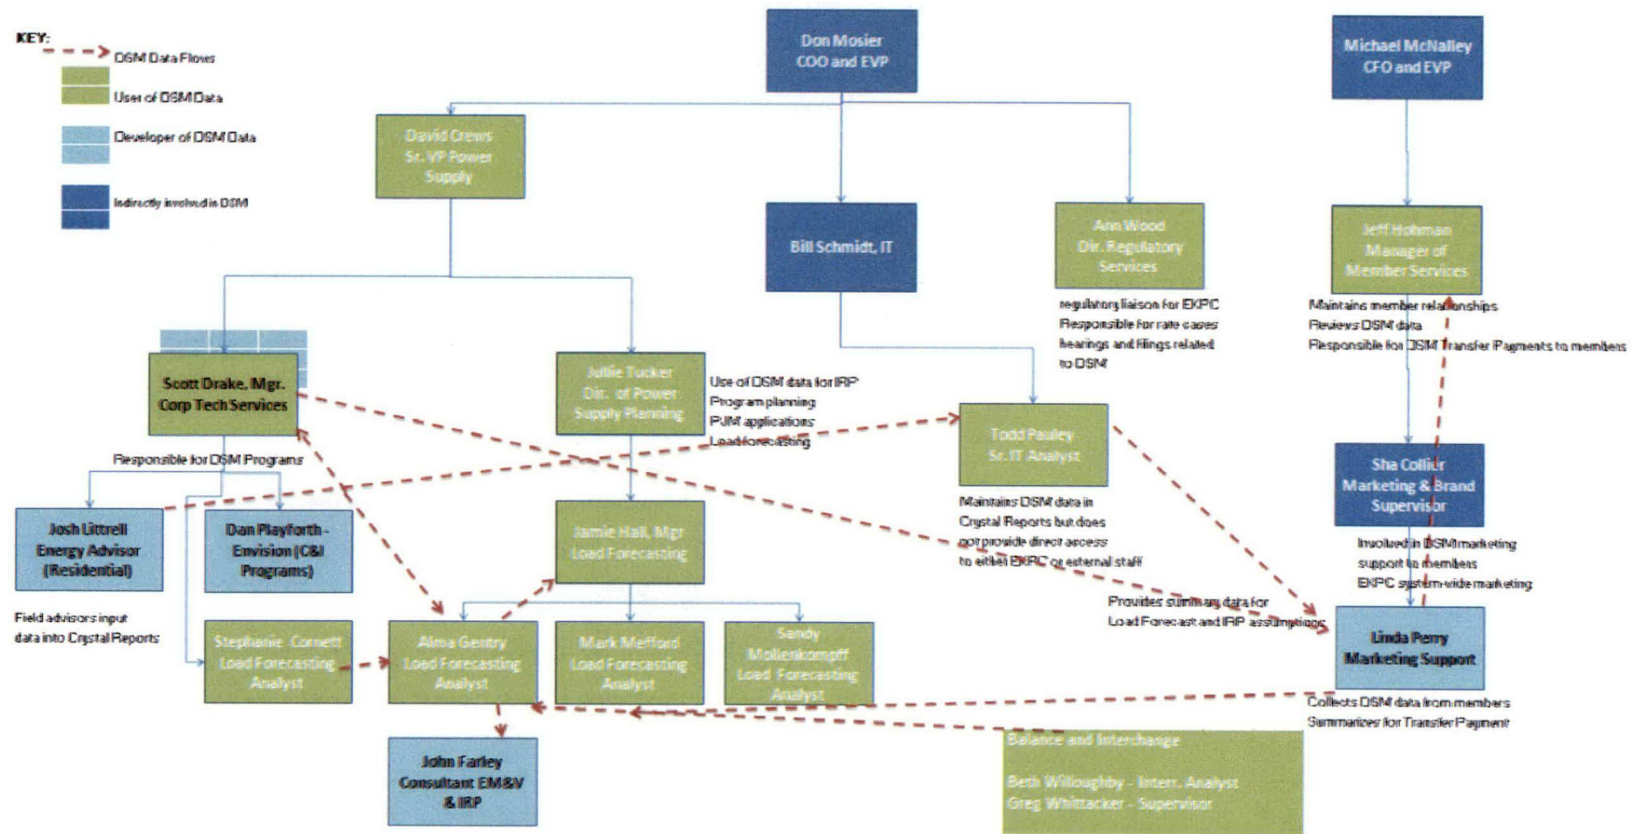 KEY:
DSM Data Flows
User of DSM Data
Developer of DSM Data
Indirectly involved in DSM
Don Mosier
COO and EVP
Michael McNalley
CFO and EVP
David Crews
Sr. VP Power
Supply
Bill Schmidt, IT
Ann Wood
Dir. Regulatory
Services
regulatory liaison for EKPC
Responsible for rate cases
hearings and filings related
to DSM
Jeff Hohman
Manager of
Member Services
Maintains member relationships
Reviews DSM data
Responsible for DSM Transfer Payments to members
Scott Drake, Mgr.
Corp Tech Services
Responsible for DSM Programs
Julie Tucker
Dir. of Power
Supply Planning
Use of DSM data for IRP
Program planning
PJM applications
Load forecasting
Todd Pauley
Sr. IT Analyst
Maintains DSM data in
Crystal Reports but does
not provide direct access
to either EKPC or external staff
Sha Collier
Marketing & Brand
Supervisor
Involved in DSM marketing
support to members
EKPC system-wide marketing
Josh Littrell
Energy Advisor
(Residential)
Field advisors input
data into Crystal Reports
Dan Playforth -
Envision (C&I
Programs)
Jamie Hall, Mgr
Load Forecasting
Provides summary data for
Load Forecast and IRP assumptions
Stephanie Cornett
Load Forecasting
Analyst
Alma Gentry
Load Forecasting
Analyst
Mark Mefford
Load Forecasting
Analyst
Sandy
Mollenkompff
Load Forecasting
Analyst
Linda Perry
Marketing Support
Collects DSM data from members
Summarizes for Transfer Payment
John Farley
Consultant EM&V
& IRP
Balance and Interchange
Beth Willoughby - Interr. Analyst
Greg Whittacker - Supervisor